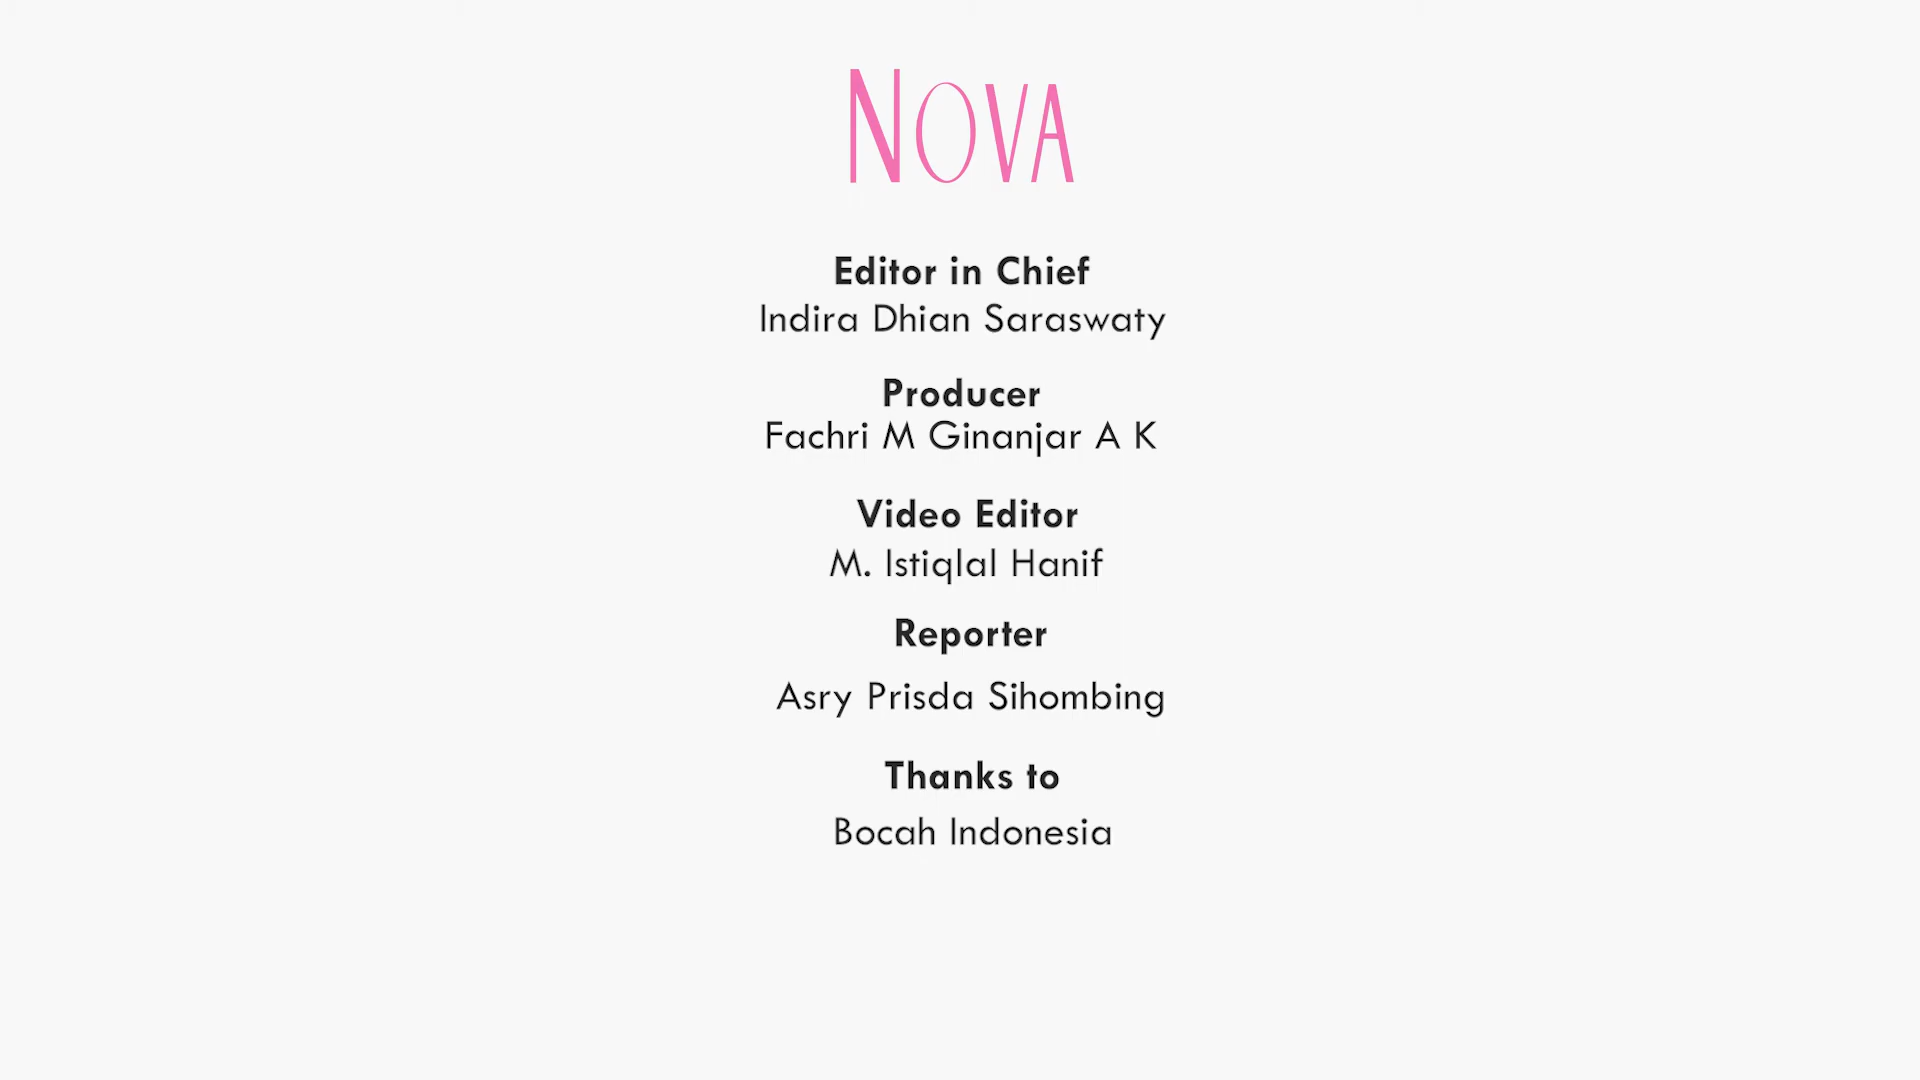 NOVA
Editor in Chief
Indira Dhian Saraswaty
Producer
Fachri M Ginanjar A K
Video Editor
M. Istiqlal Hanif
Reporter
Asry Prisda Sihombing
Thanks to
Bocah Indonesia